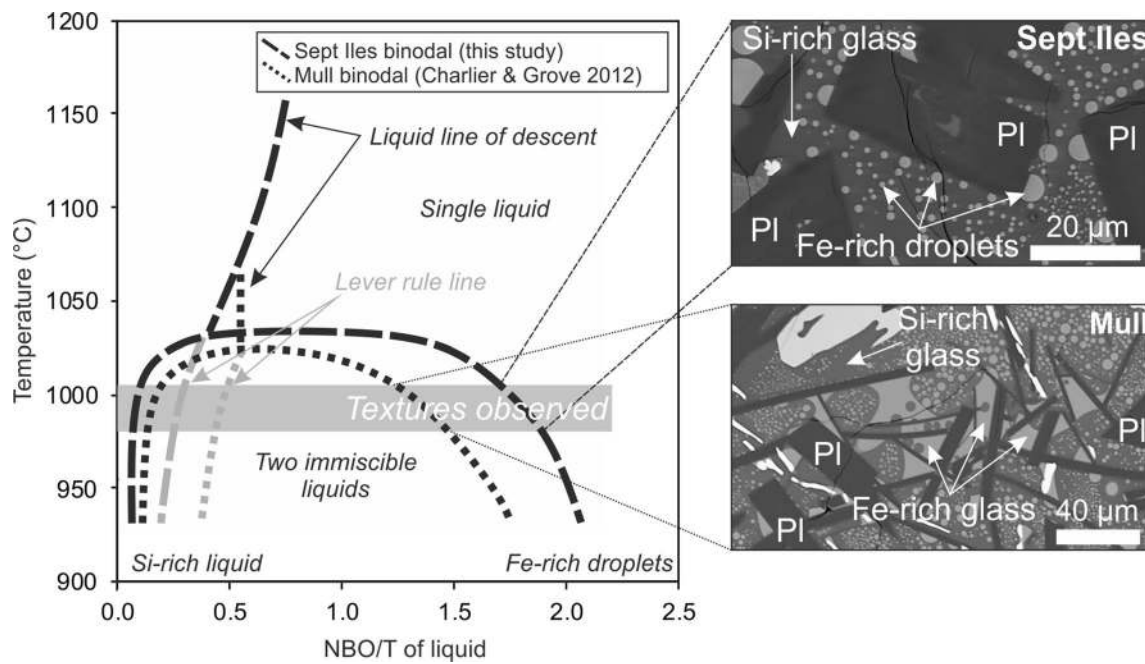 1200
1150
1100
1050
1000
950
900
Temperature (°C)
0.0
0.5
1.0
1.5
2.0
2.5
NBO/T of liquid
Sept Iles binodal (this study)
Mull binodal (Charlier & Grove 2012)
Liquid line of descent
Single liquid
Lever rule line
Textures observed
Two immiscible
liquids
Si-rich liquid
Fe-rich droplets
Si-rich glass
Sept Iles
Pl
Pl
Pl
Fe-rich droplets
20 µm
Si-rich
glass
Mull
Pl
Pl
Fe-rich glass
Pl
40 µm